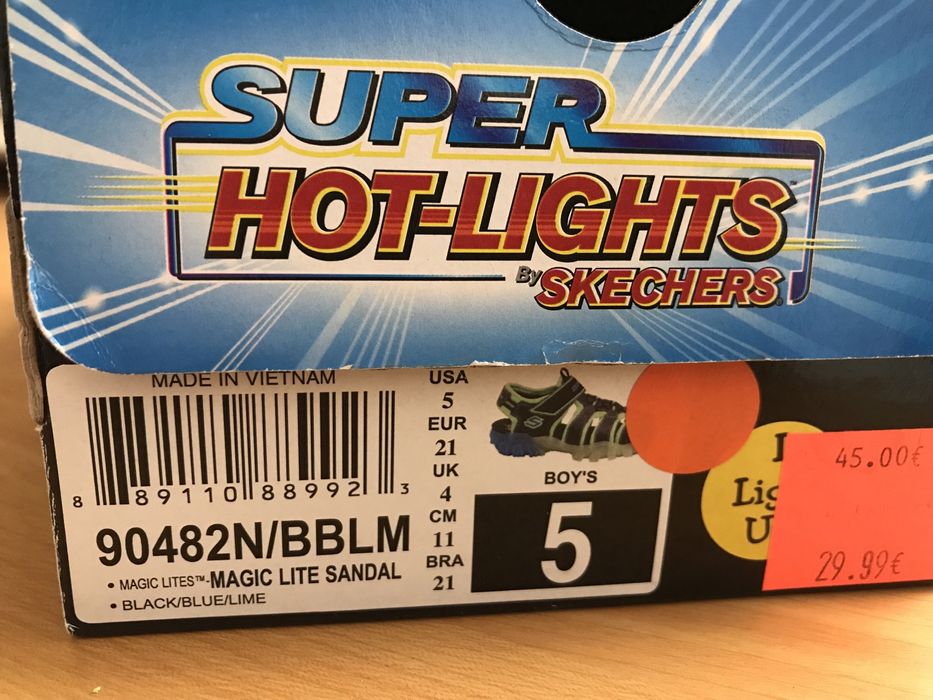 SUPER
HOT-LIGHTS
By SKECHERS
MADE IN VIETNAM
8 89110 88992 3
90482N/BBLM
• MAGIC LITES™-MAGIC LITE SANDAL
• BLACK/BLUE/LIME
USA
5
EUR
21
UK
4
CM
11
BRA
21
BOY'S
5
45.00€
29.99€